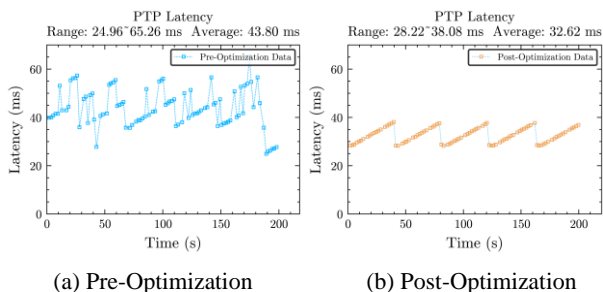 PTP Latency
Range: 24.96~65.26 ms Average: 43.80 ms
Pre-Optimization Data
60
40
20
0
Latency (ms)
0 50 100 150 200
Time (s)
(a) Pre-Optimization
PTP Latency
Range: 28.22~38.08 ms Average: 32.62 ms
Post-Optimization Data
60
40
20
0
Latency (ms)
0 50 100 150 200
Time (s)
(b) Post-Optimization